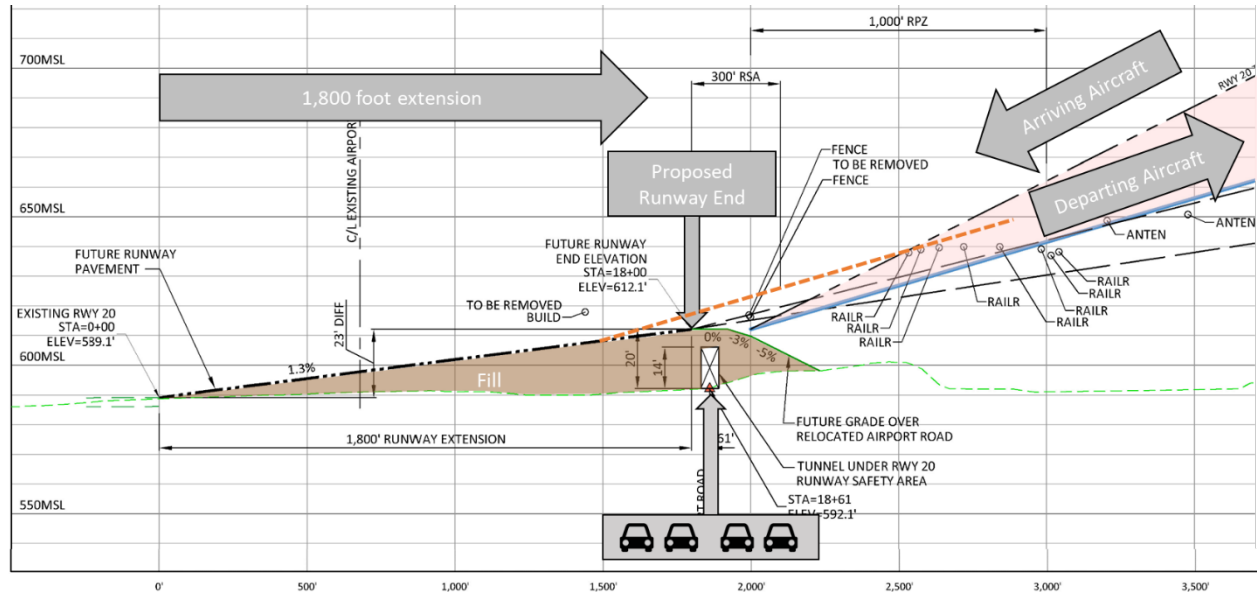 1,000' RPZ
700MSL
1,800 foot extension
300' RSA
RWY 20
Arriving Aircraft
Departing Aircraft
C/L EXISTING AIRPOR
Proposed
Runway End
FENCE
TO BE REMOVED
FENCE
650MSL
FUTURE RUNWAY
PAVEMENT
FUTURE RUNWAY
END ELEVATION
STA=18+00
ELEV=612.1'
ANTEN
ANTEN
EXISTING RWY 20
STA=0+00
ELEV=589.1'
TO BE REMOVED
BUILD
23' DIFF
RAILR
RAILR
RAILR
RAILR
RAILR
RAILR
RAILR
RAILR
600MSL
1.3%
Fill
20'
14'
0%
-3%
-5%
FUTURE GRADE OVER
RELOCATED AIRPORT ROAD
1,800' RUNWAY EXTENSION
61'
TUNNEL UNDER RWY 20
RUNWAY SAFETY AREA
RT ROAD
STA=18+61
ELEV=592.1'
550MSL
0'
500'
1,000'
1,500'
2,000'
2,500'
3,000'
3,500'